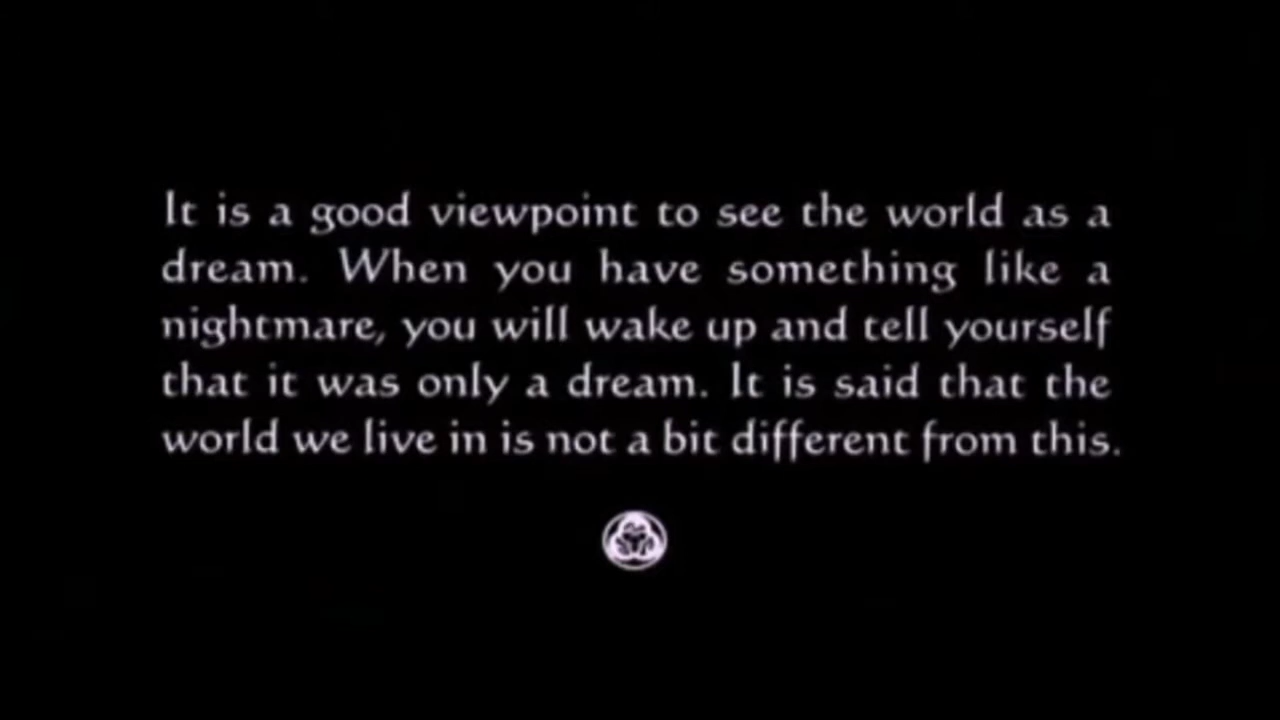 It is a good viewpoint to see the world as a
dream. When you have something like a
nightmare, you will wake up and tell yourself
that it was only a dream. It is said that the
world we live in is not a bit different from this.